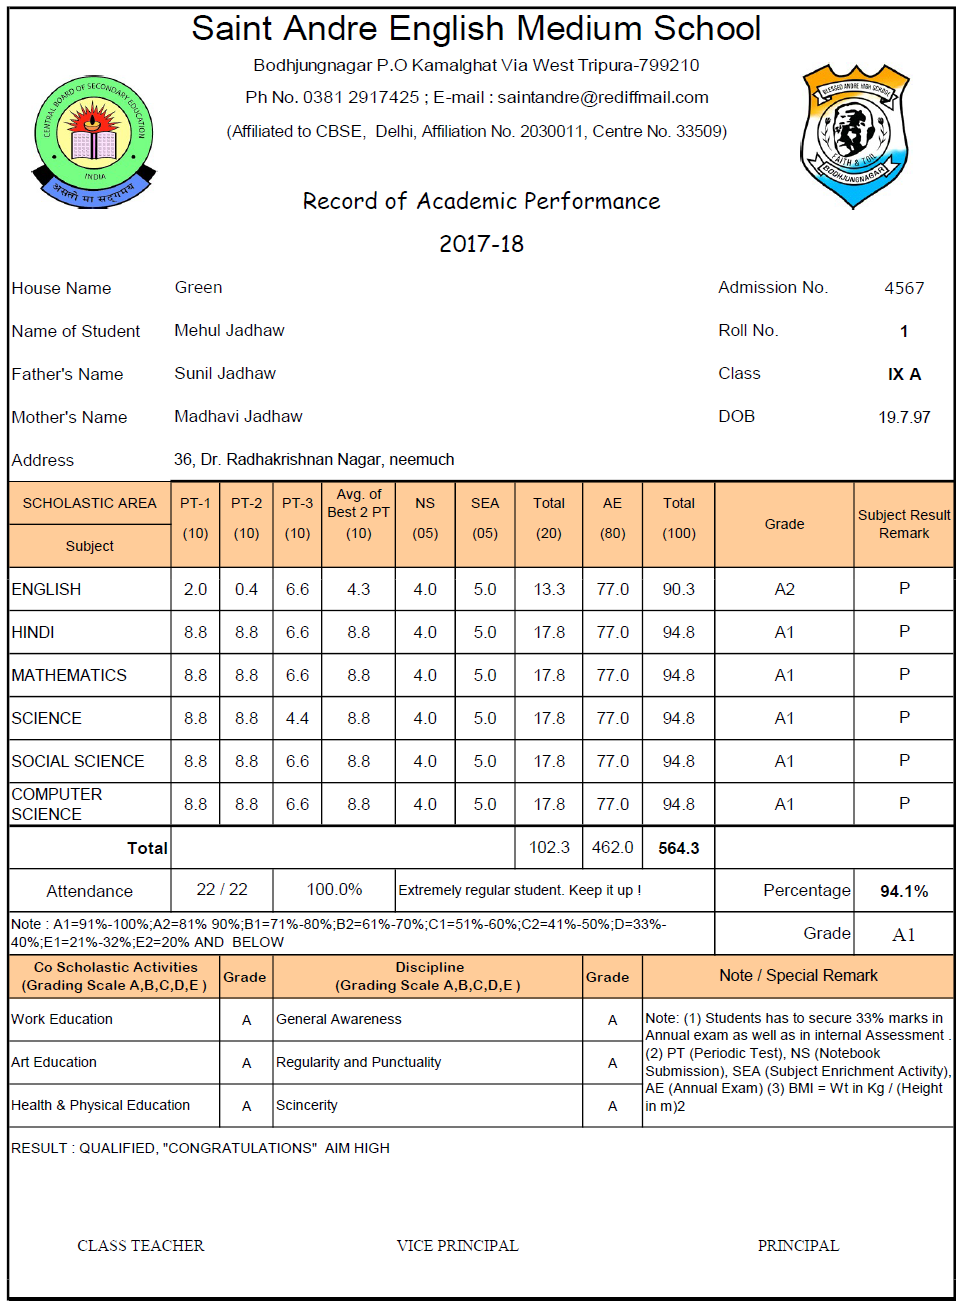 Saint Andre English Medium School
Bodhjungnagar P.O Kamalghat Via West Tripura-799210
Ph No. 0381 2917425 ; E-mail : saintandre@rediffmail.com
(Affiliated to CBSE, Delhi, Affiliation No. 2030011, Centre No. 33509)
CENTRAL BOARD OF SECONDARY EDUCATION
INDIA
असतो मा सद्गमय
BLESSED ANDRE HIGH SCHOOL
FAITH & TOIL
BODHJUNGNAGAR
Record of Academic Performance
2017-18
House Name Green Admission No. 4567
Name of Student Mehul Jadhaw Roll No. 1
Father's Name Sunil Jadhaw Class IX A
Mother's Name Madhavi Jadhaw DOB 19.7.97
Address 36, Dr. Radhakrishnan Nagar, neemuch
SCHOLASTIC AREA PT-1 PT-2 PT-3 Avg. of Best 2 PT NS SEA Total AE Total Grade Subject Result Remark
Subject (10) (10) (10) (10) (05) (05) (20) (80) (100)
ENGLISH 2.0 0.4 6.6 4.3 4.0 5.0 13.3 77.0 90.3 A2 P
HINDI 8.8 8.8 6.6 8.8 4.0 5.0 17.8 77.0 94.8 A1 P
MATHEMATICS 8.8 8.8 6.6 8.8 4.0 5.0 17.8 77.0 94.8 A1 P
SCIENCE 8.8 8.8 4.4 8.8 4.0 5.0 17.8 77.0 94.8 A1 P
SOCIAL SCIENCE 8.8 8.8 6.6 8.8 4.0 5.0 17.8 77.0 94.8 A1 P
COMPUTER
SCIENCE 8.8 8.8 6.6 8.8 4.0 5.0 17.8 77.0 94.8 A1 P
Total 102.3 462.0 564.3
Attendance 22 / 22 100.0% Extremely regular student. Keep it up ! Percentage 94.1%
Note : A1=91%-100%;A2=81% 90%;B1=71%-80%;B2=61%-70%;C1=51%-60%;C2=41%-50%;D=33%-
40%;E1=21%-32%;E2=20% AND BELOW
Grade A1
Co Scholastic Activities
(Grading Scale A,B,C,D,E )
Grade
Discipline
(Grading Scale A,B,C,D,E )
Grade
Note / Special Remark
Work Education A General Awareness A
Art Education A Regularity and Punctuality A
Health & Physical Education A Scincerity A
Note: (1) Students has to secure 33% marks in
Annual exam as well as in internal Assessment .
(2) PT (Periodic Test), NS (Notebook
Submission), SEA (Subject Enrichment Activity),
AE (Annual Exam) (3) BMI = Wt in Kg / (Height
in m)2
RESULT : QUALIFIED, "CONGRATULATIONS" AIM HIGH
CLASS TEACHER VICE PRINCIPAL PRINCIPAL